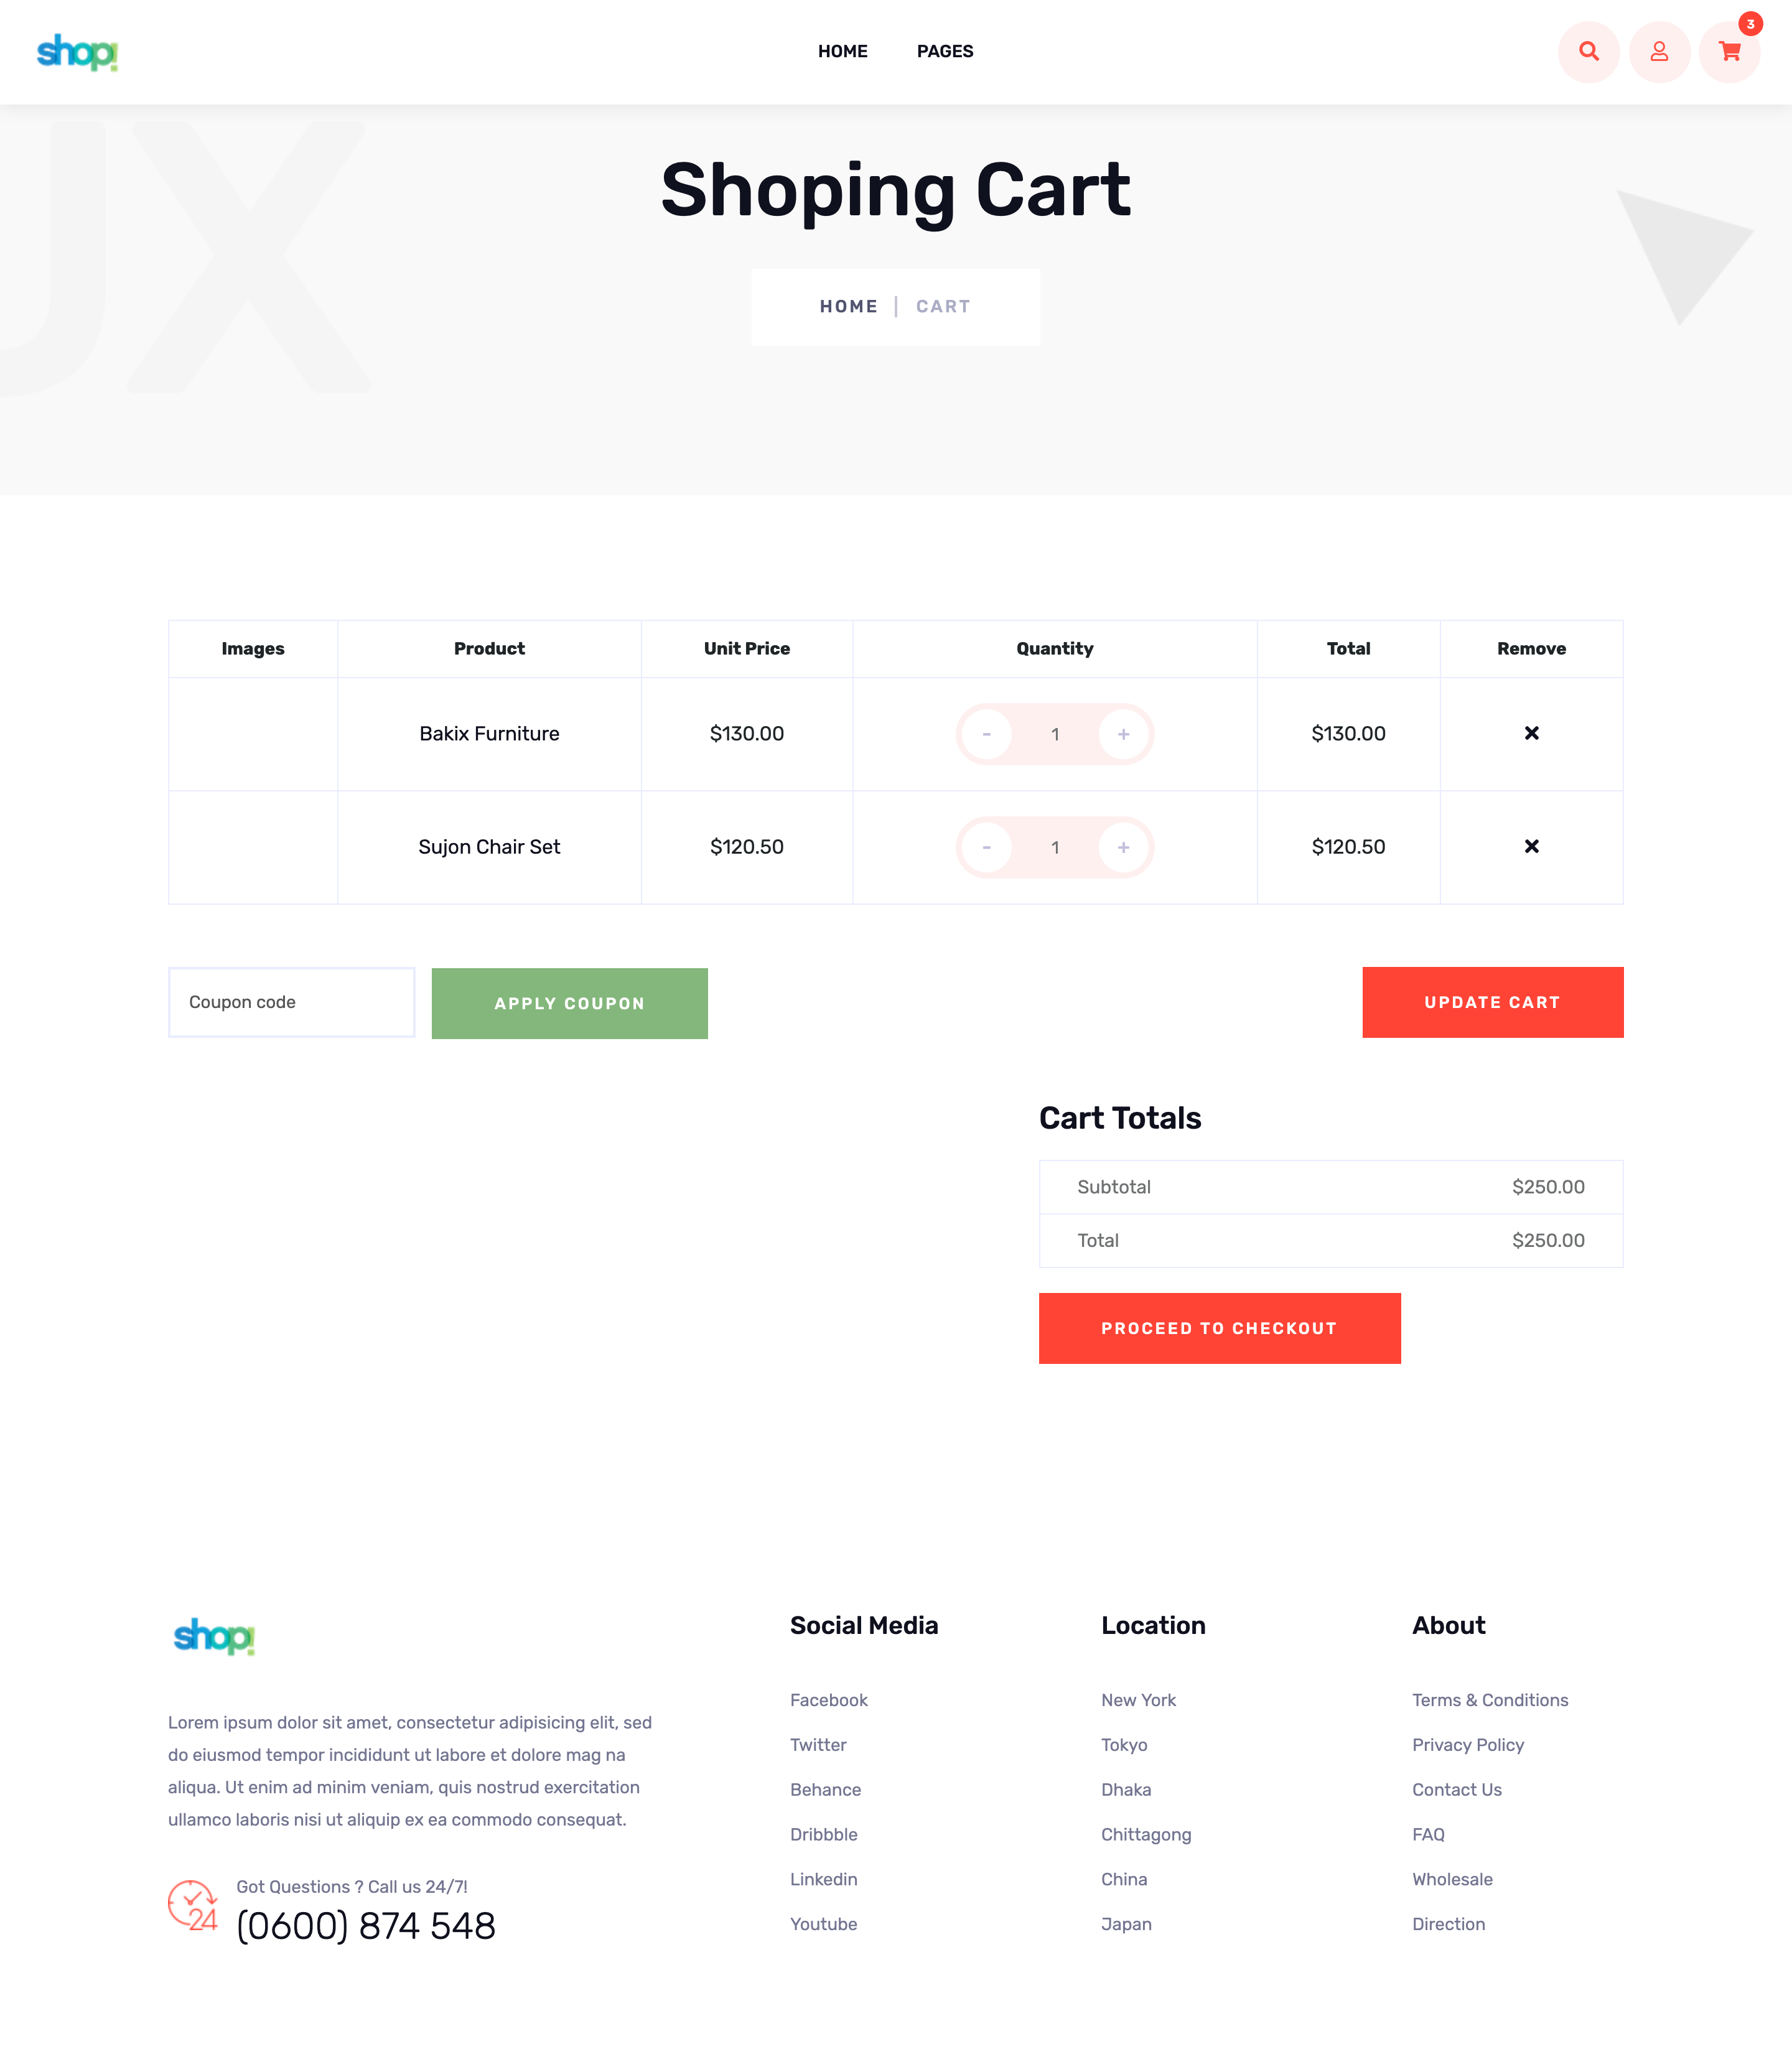 shop!
HOME PAGES
3
UX
Shoping Cart
HOME | CART
Images Product Unit Price Quantity Total Remove
Bakix Furniture $130.00 - 1 + $130.00
Sujon Chair Set $120.50 - 1 + $120.50
Coupon code APPLY COUPON UPDATE CART
Cart Totals
Subtotal $250.00
Total $250.00
PROCEED TO CHECKOUT
shop!
Lorem ipsum dolor sit amet, consectetur adipisicing elit, sed
do eiusmod tempor incididunt ut labore et dolore mag na
aliqua. Ut enim ad minim veniam, quis nostrud exercitation
ullamco laboris nisi ut aliquip ex ea commodo consequat.
24
Got Questions ? Call us 24/7!
(0600) 874 548
Social Media
Facebook
Twitter
Behance
Dribbble
Linkedin
Youtube
Location
New York
Tokyo
Dhaka
Chittagong
China
Japan
About
Terms & Conditions
Privacy Policy
Contact Us
FAQ
Wholesale
Direction